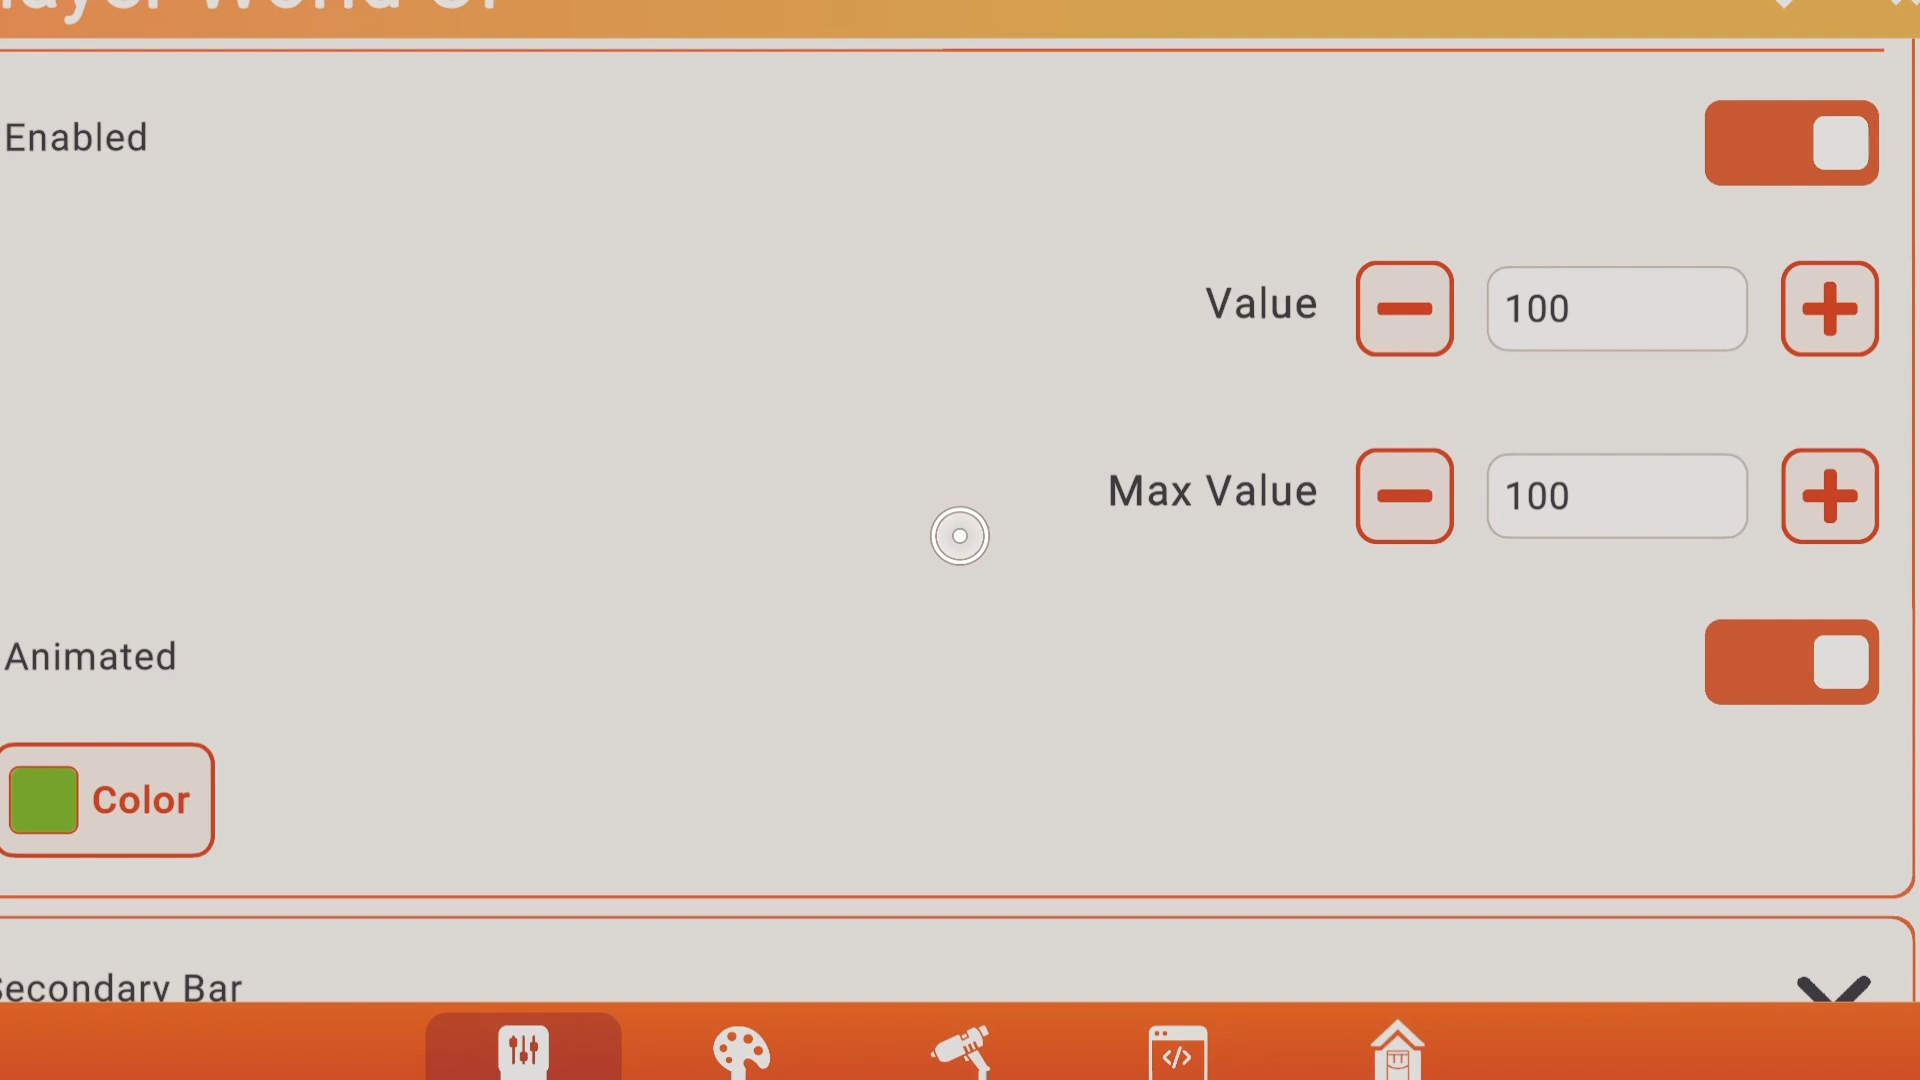 Enabled
Value 100
Max Value 100
Animated
Color
Secondary Bar